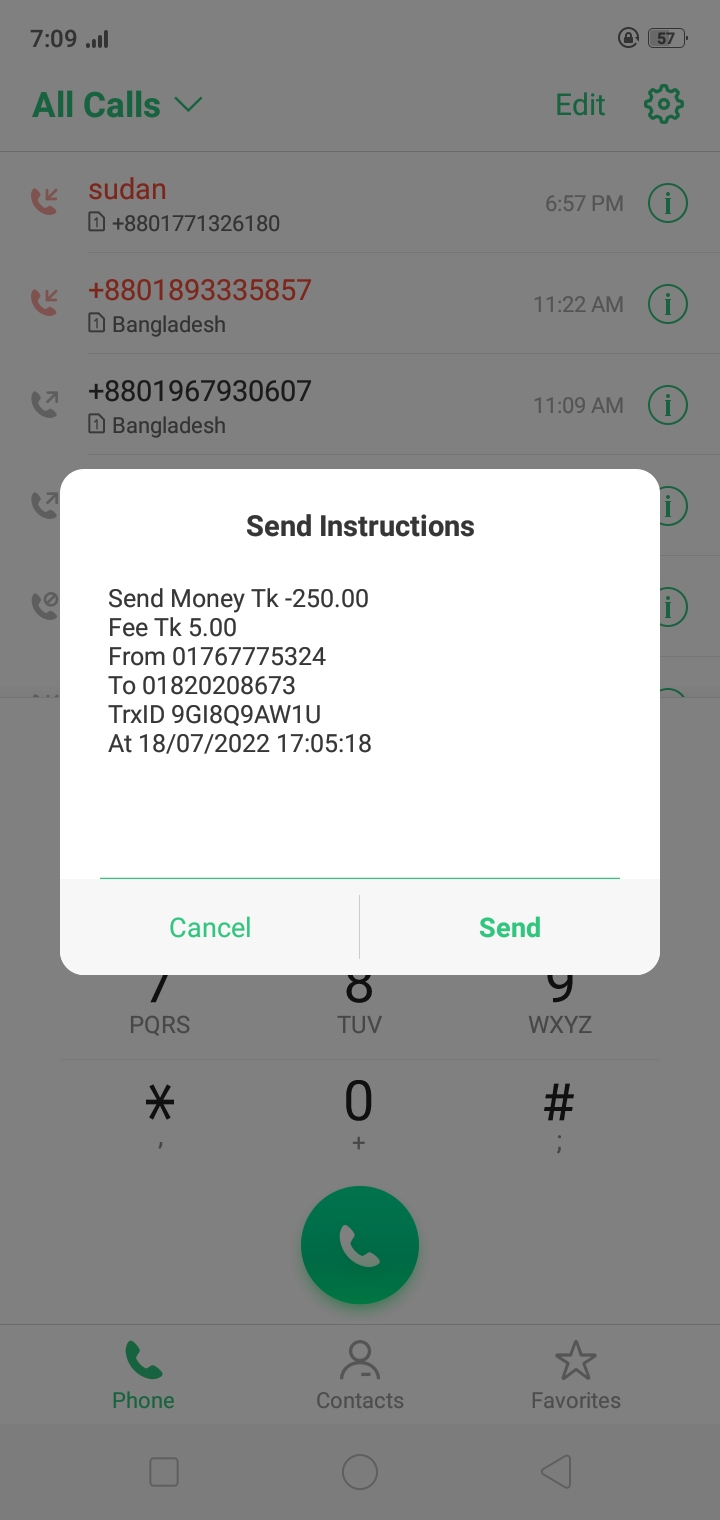 7:09
57
All Calls
Edit
sudan
6:57 PM
1 +8801771326180
+8801893335857
11:22 AM
1 Bangladesh
+8801967930607
11:09 AM
1 Bangladesh
Send Instructions
Send Money Tk -250.00
Fee Tk 5.00
From 01767775324
To 01820208673
TrxID 9GI8Q9AW1U
At 18/07/2022 17:05:18
Cancel
Send
7 8 9
PQRS TUV WXYZ
* 0 #
, + ;
Phone Contacts Favorites